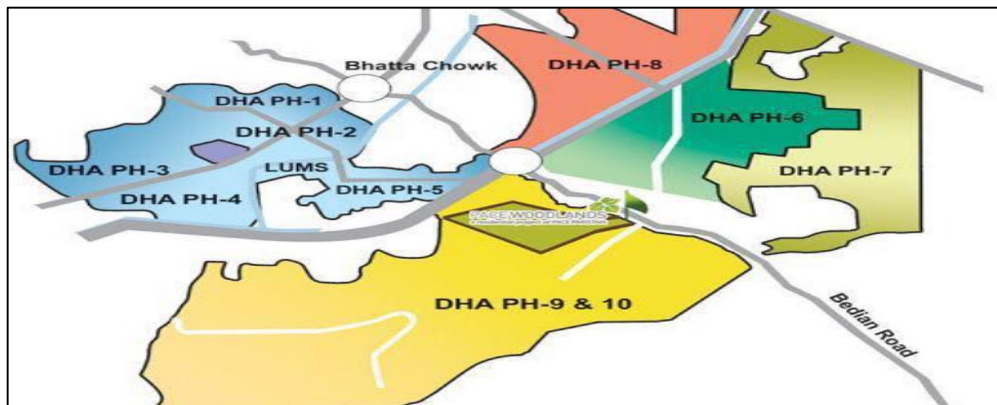 Bhatta Chowk
DHA PH-8
DHA PH-1
DHA PH-2
DHA PH-6
DHA PH-3
LUMS
DHA PH-7
DHA PH-5
DHA PH-4
PACE WOODLANDS
DHA PH-9 & 10
Bedian Road